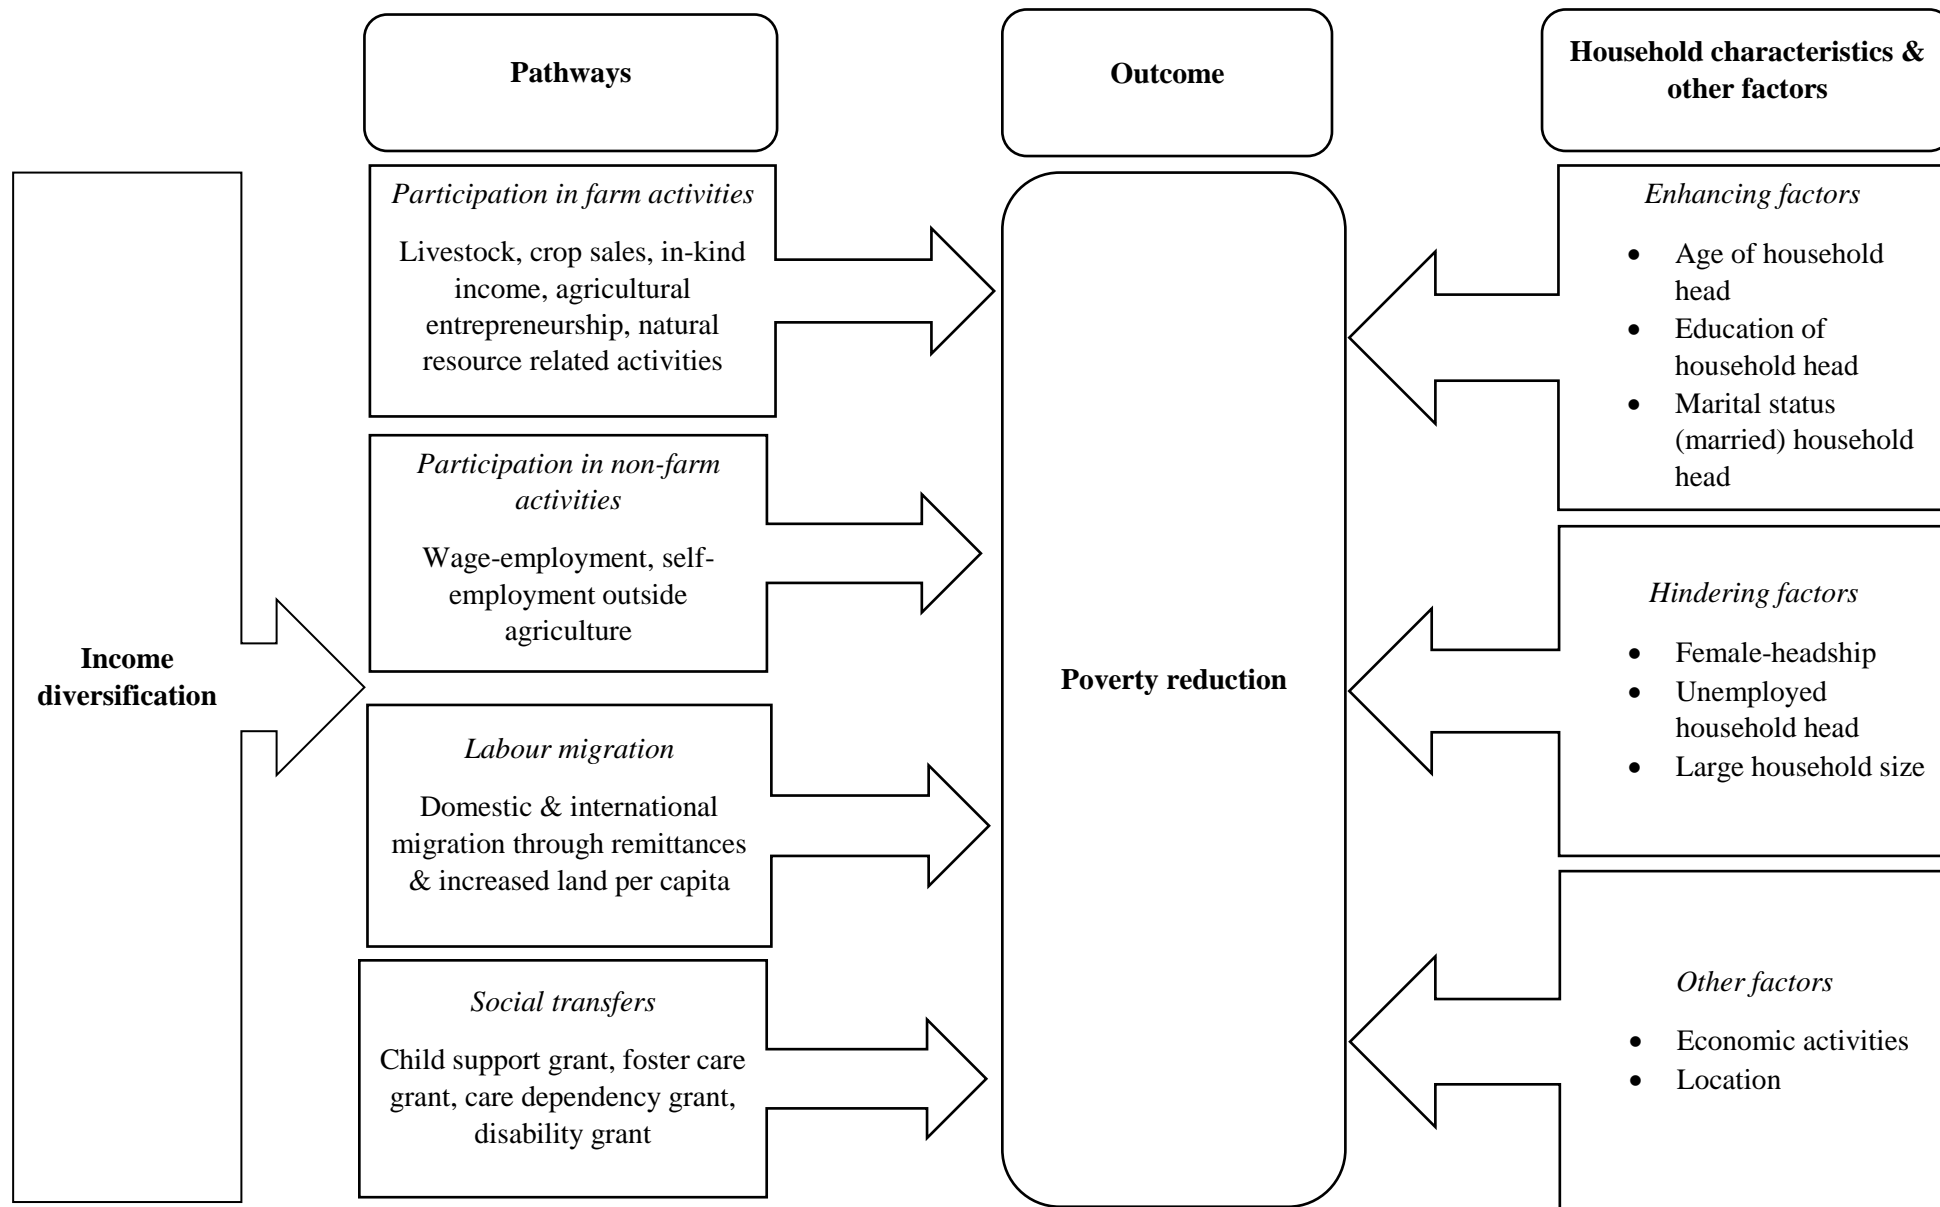 Pathways
Outcome
Household characteristics &
other factors
Income
diversification
Participation in farm activities
Livestock, crop sales, in-kind
income, agricultural
entrepreneurship, natural
resource related activities
Participation in non-farm
activities
Wage-employment, self-
employment outside
agriculture
Labour migration
Domestic & international
migration through remittances
& increased land per capita
Social transfers
Child support grant, foster care
grant, care dependency grant,
disability grant
Poverty reduction
Enhancing factors
• Age of household
head
• Education of
household head
• Marital status
(married) household
head
Hindering factors
• Female-headship
• Unemployed
household head
• Large household size
Other factors
• Economic activities
• Location